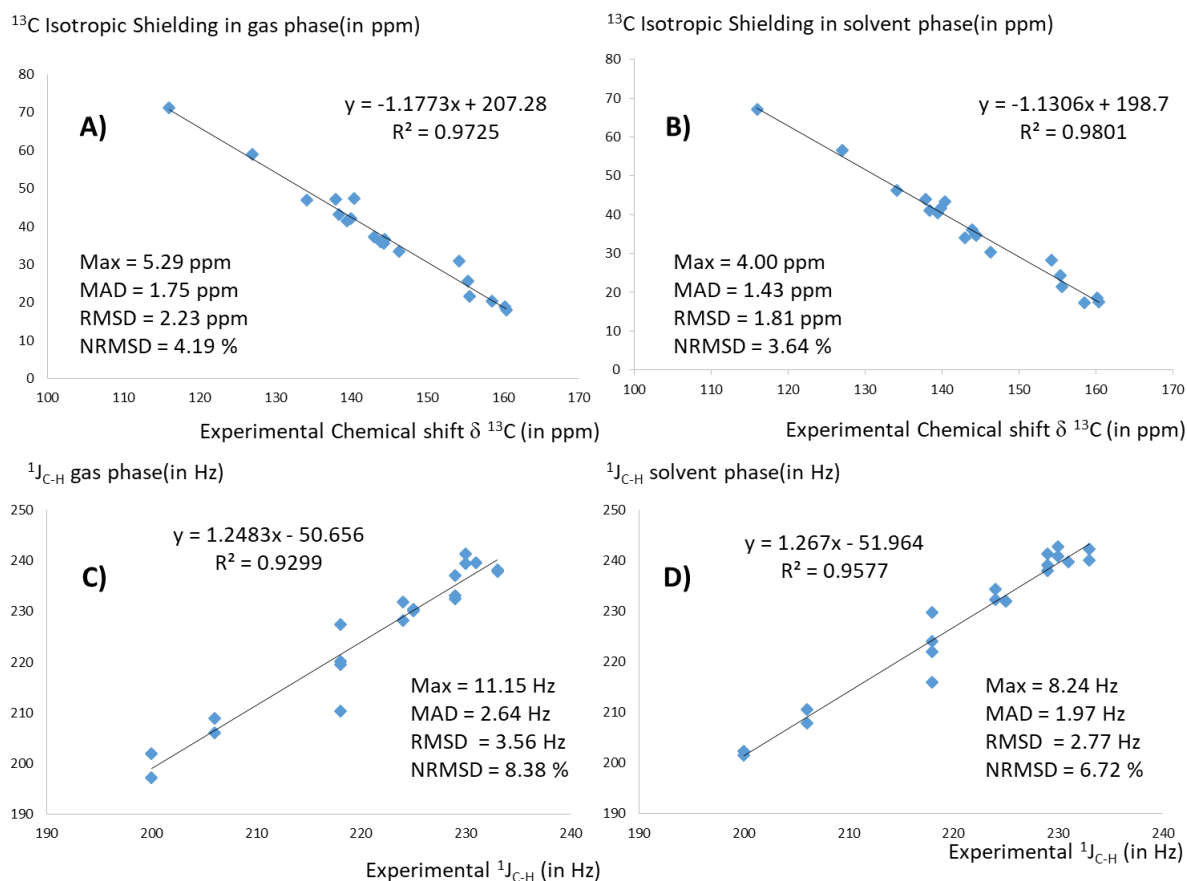 ¹³C Isotropic Shielding in gas phase(in ppm)
80
70
60
50
40
30
20
10
0
A)
y = -1.1773x + 207.28
R² = 0.9725
Max = 5.29 ppm
MAD = 1.75 ppm
RMSD = 2.23 ppm
NRMSD = 4.19 %
100 110 120 130 140 150 160 170
Experimental Chemical shift δ ¹³C (in ppm)
¹³C Isotropic Shielding in solvent phase(in ppm)
80
70
60
50
40
30
20
10
0
B)
y = -1.1306x + 198.7
R² = 0.9801
Max = 4.00 ppm
MAD = 1.43 ppm
RMSD = 1.81 ppm
NRMSD = 3.64 %
100 110 120 130 140 150 160 170
Experimental Chemical shift δ ¹³C (in ppm)
¹J_C-H gas phase(in Hz)
250
240
230
220
210
200
190
y = 1.2483x - 50.656
R² = 0.9299
C)
Max = 11.15 Hz
MAD = 2.64 Hz
RMSD = 3.56 Hz
NRMSD = 8.38 %
190 200 210 220 230 240
Experimental ¹J_C-H (in Hz)
¹J_C-H solvent phase(in Hz)
250
240
230
220
210
200
190
y = 1.267x - 51.964
R² = 0.9577
D)
Max = 8.24 Hz
MAD = 1.97 Hz
RMSD = 2.77 Hz
NRMSD = 6.72 %
190 200 210 220 230 240
Experimental ¹J_C-H (in Hz)